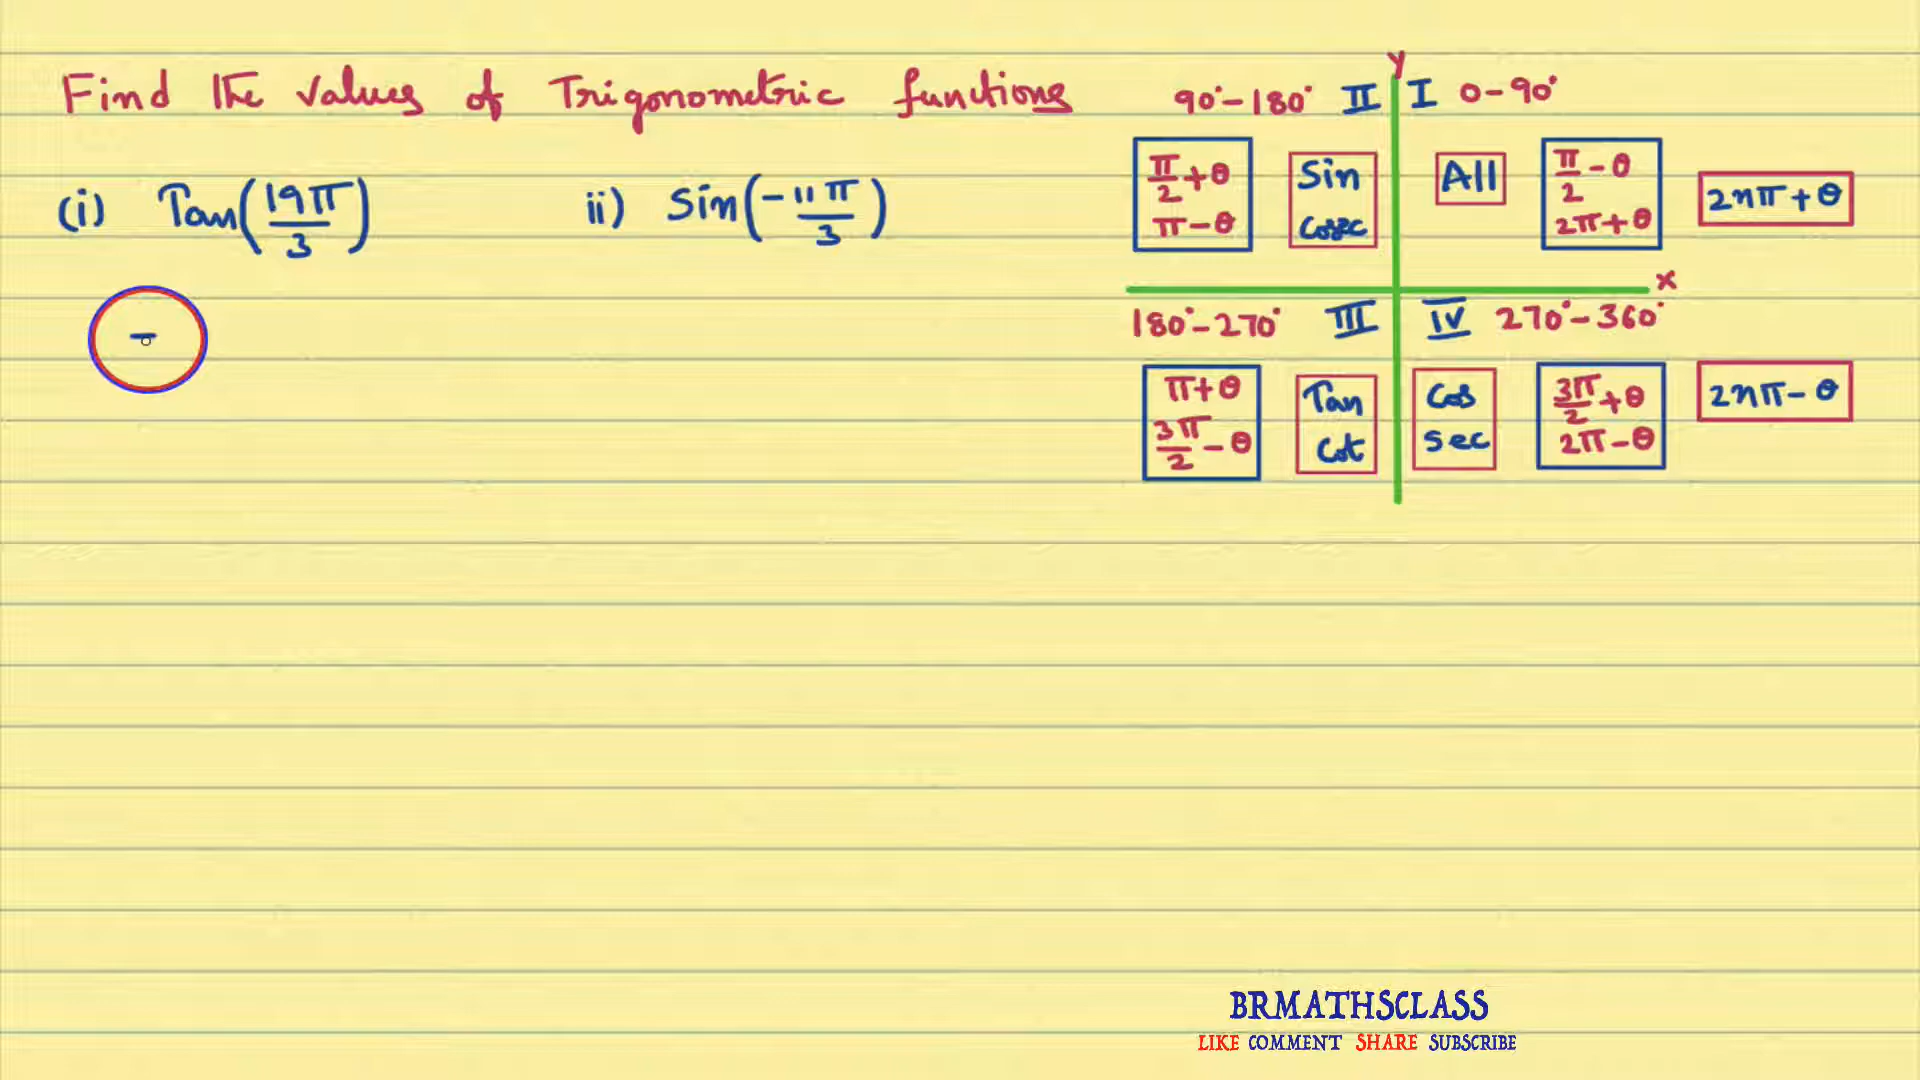 Find the values of Trigonometric functions
(i) Tan(19π/3)
ii) Sin(-11π/3)
Y
90°-180° II
I 0-90°
π/2+θ
π-θ
Sin
Cosec
All
π/2-θ
2π+θ
2nπ+θ
X
180°-270° III
IV 270°-360°
π+θ
3π/2-θ
Tan
Cot
Cos
Sec
3π/2+θ
2π-θ
2nπ-θ
BRMATHSCLASS
LIKE COMMENT SHARE SUBSCRIBE